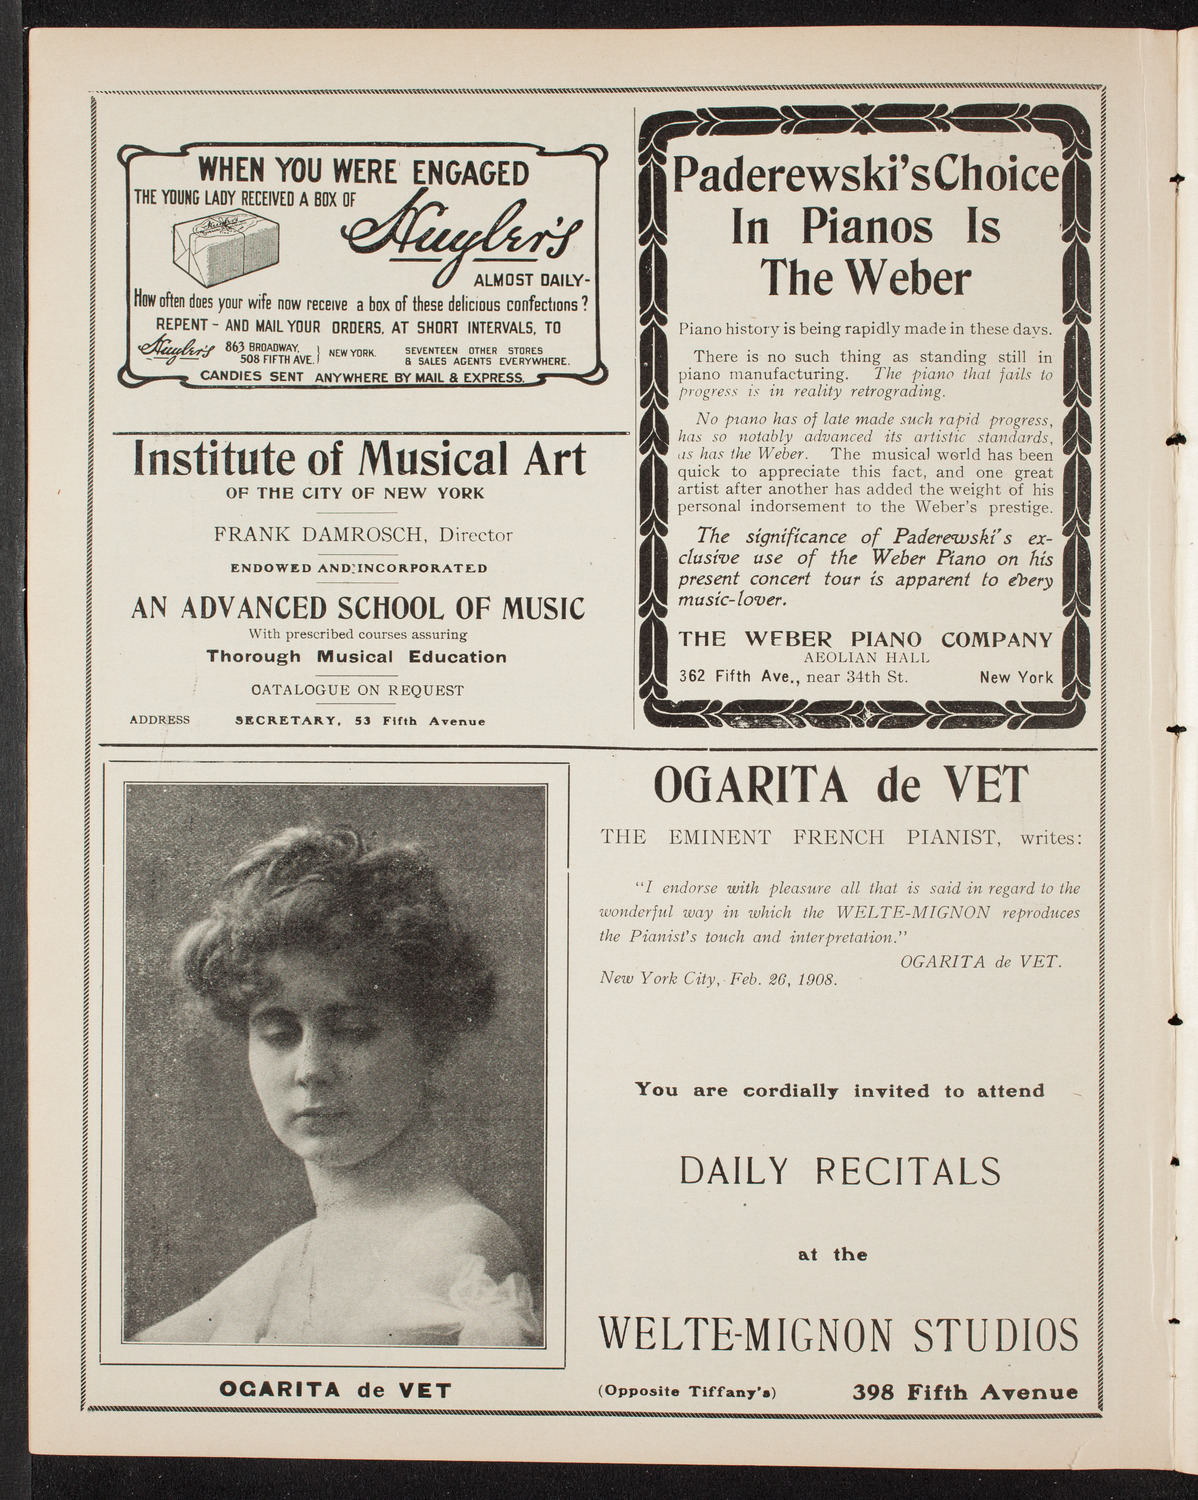 WHEN YOU WERE ENGAGED
THE YOUNG LADY RECEIVED A BOX OF
Huyler's
ALMOST DAILY-
How often does your wife now receive a box of these delicious confections?
REPENT - AND MAIL YOUR ORDERS, AT SHORT INTERVALS, TO
Huyler's 863 BROADWAY, 508 FIFTH AVE. } NEW YORK. SEVENTEEN OTHER STORES & SALES AGENTS EVERYWHERE.
CANDIES SENT ANYWHERE BY MAIL & EXPRESS.
Institute of Musical Art
OF THE CITY OF NEW YORK
FRANK DAMROSCH, Director
ENDOWED AND INCORPORATED
AN ADVANCED SCHOOL OF MUSIC
With prescribed courses assuring
Thorough Musical Education
CATALOGUE ON REQUEST
ADDRESS SECRETARY, 53 Fifth Avenue
Paderewski's Choice
In Pianos Is
The Weber
Piano history is being rapidly made in these days.
There is no such thing as standing still in
piano manufacturing. The piano that fails to
progress is in reality retrograding.
No piano has of late made such rapid progress,
has so notably advanced its artistic standards,
as has the Weber. The musical world has been
quick to appreciate this fact, and one great
artist after another has added the weight of his
personal indorsement to the Weber's prestige.
The significance of Paderewski's ex-
clusive use of the Weber Piano on his
present concert tour is apparent to every
music-lover.
THE WEBER PIANO COMPANY
AEOLIAN HALL
362 Fifth Ave., near 34th St. New York
OGARITA de VET
OGARITA de VET
THE EMINENT FRENCH PIANIST, writes:
"I endorse with pleasure all that is said in regard to the
wonderful way in which the WELTE-MIGNON reproduces
the Pianist's touch and interpretation."
OGARITA de VET.
New York City, Feb. 26, 1908.
You are cordially invited to attend
DAILY RECITALS
at the
WELTE-MIGNON STUDIOS
(Opposite Tiffany's) 398 Fifth Avenue